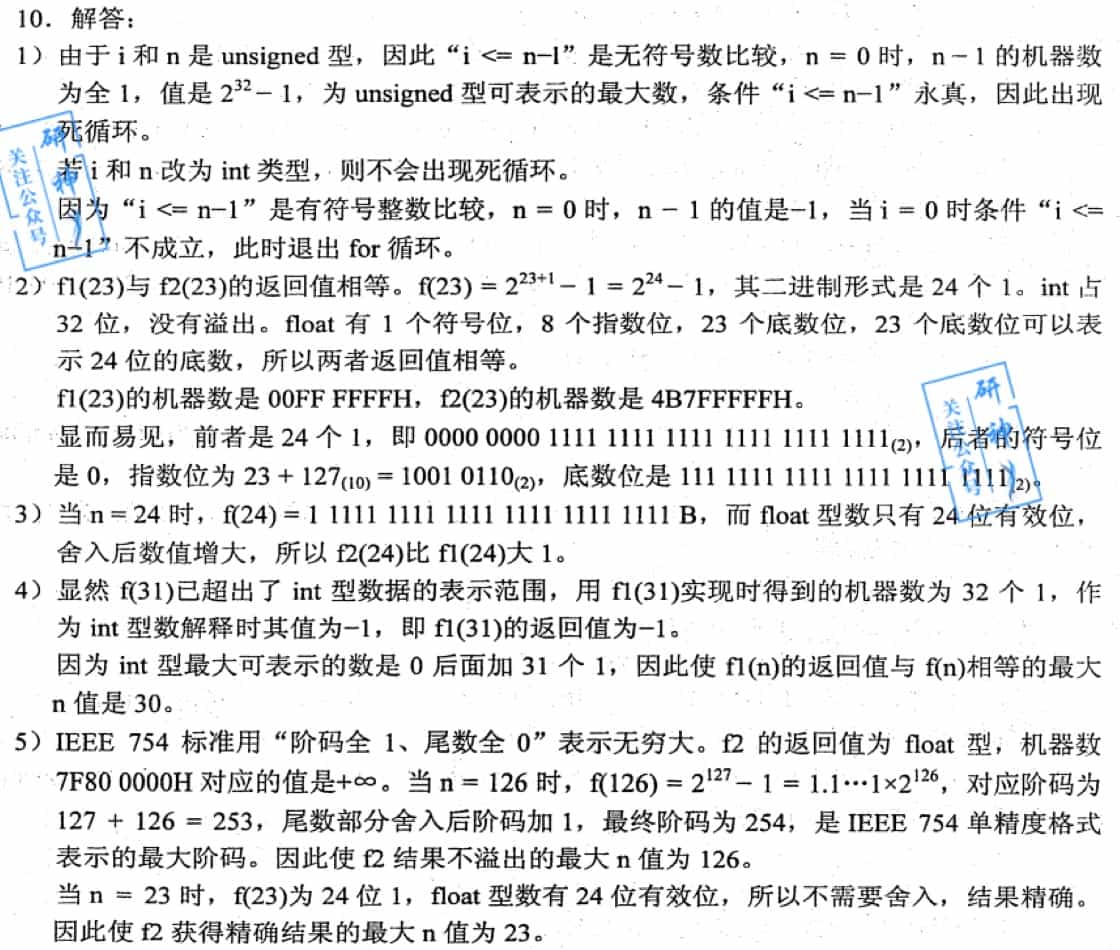 10．解答：
1）由于 i 和 n 是 unsigned 型，因此“i <= n−l”是无符号数比较，n = 0 时，n − 1 的机器数
为全 1，值是 2³²− 1，为 unsigned 型可表示的最大数，条件“i <= n−1”永真，因此出现
死循环。
若 i 和 n 改为 int 类型，则不会出现死循环。
因为“i <= n−1”是有符号整数比较，n = 0 时，n − 1 的值是−1，当 i = 0 时条件“i <=
n−1”不成立，此时退出 for 循环。
2）f1(23)与 f2(23)的返回值相等。f(23) = 2²³⁺¹ − 1 = 2²⁴ − 1，其二进制形式是 24 个 1。int 占
32 位，没有溢出。float 有 1 个符号位，8 个指数位，23 个底数位，23 个底数位可以表
示 24 位的底数，所以两者返回值相等。
f1(23)的机器数是 00FF FFFFH，f2(23)的机器数是 4B7FFFFFH。
显而易见，前者是 24 个 1，即 0000 0000 1111 1111 1111 1111 1111 1111₍₂₎，后者的符号位
是 0，指数位为 23 + 127₍₁₀₎ = 1001 0110₍₂₎，底数位是 111 1111 1111 1111 1111 1111₍₂₎。
3）当 n = 24 时，f(24) = 1 1111 1111 1111 1111 1111 1111 B，而 float 型数只有 24 位有效位，
舍入后数值增大，所以 f2(24)比 f1(24)大 1。
4）显然 f(31)已超出了 int 型数据的表示范围，用 f1(31)实现时得到的机器数为 32 个 1，作
为 int 型数解释时其值为−1，即 f1(31)的返回值为−1。
因为 int 型最大可表示的数是 0 后面加 31 个 1，因此使 f1(n)的返回值与 f(n)相等的最大
n 值是 30。
5）IEEE 754 标准用“阶码全 1、尾数全 0”表示无穷大。f2 的返回值为 float 型，机器数
7F80 0000H 对应的值是+∞。当 n = 126 时，f(126) = 2¹²⁷ − 1 = 1.1⋯1×2¹²⁶，对应阶码为
127 + 126 = 253，尾数部分舍入后阶码加 1，最终阶码为 254，是 IEEE 754 单精度格式
表示的最大阶码。因此使 f2 结果不溢出的最大 n 值为 126。
当 n = 23 时，f(23)为 24 位 1，float 型数有 24 位有效位，所以不需要舍入，结果精确。
因此使 f2 获得精确结果的最大 n 值为 23。
关注公众号
研神
关注公众号
研神